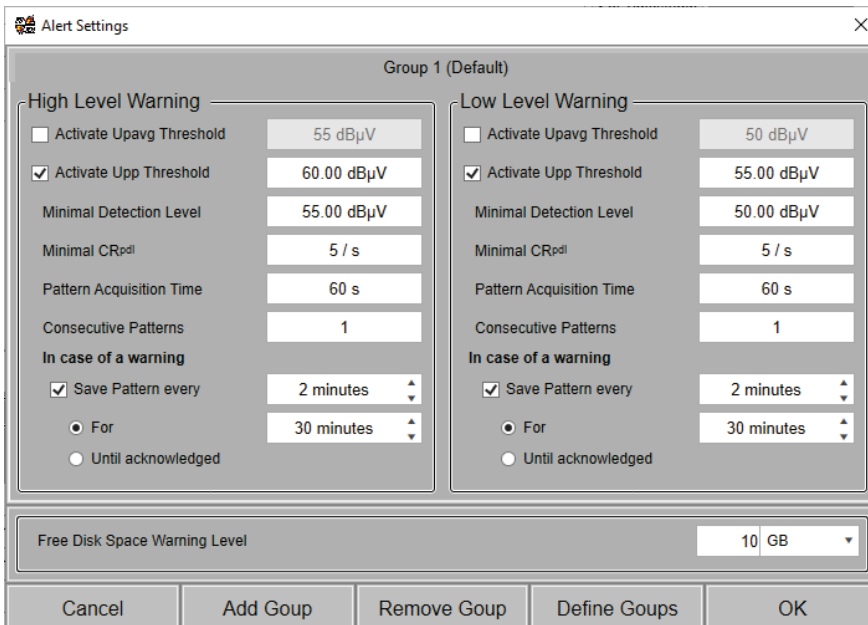 Alert Settings
Group 1 (Default)
High Level Warning
Activate Upavg Threshold 55 dBµV
Activate Upp Threshold 60.00 dBµV
Minimal Detection Level 55.00 dBµV
Minimal CRpdl 5 / s
Pattern Acquisition Time 60 s
Consecutive Patterns 1
In case of a warning
Save Pattern every 2 minutes
For 30 minutes
Until acknowledged
Low Level Warning
Activate Upavg Threshold 50 dBµV
Activate Upp Threshold 55.00 dBµV
Minimal Detection Level 50.00 dBµV
Minimal CRpdl 5 / s
Pattern Acquisition Time 60 s
Consecutive Patterns 1
In case of a warning
Save Pattern every 2 minutes
For 30 minutes
Until acknowledged
Free Disk Space Warning Level 10 GB
Cancel Add Goup Remove Goup Define Goups OK